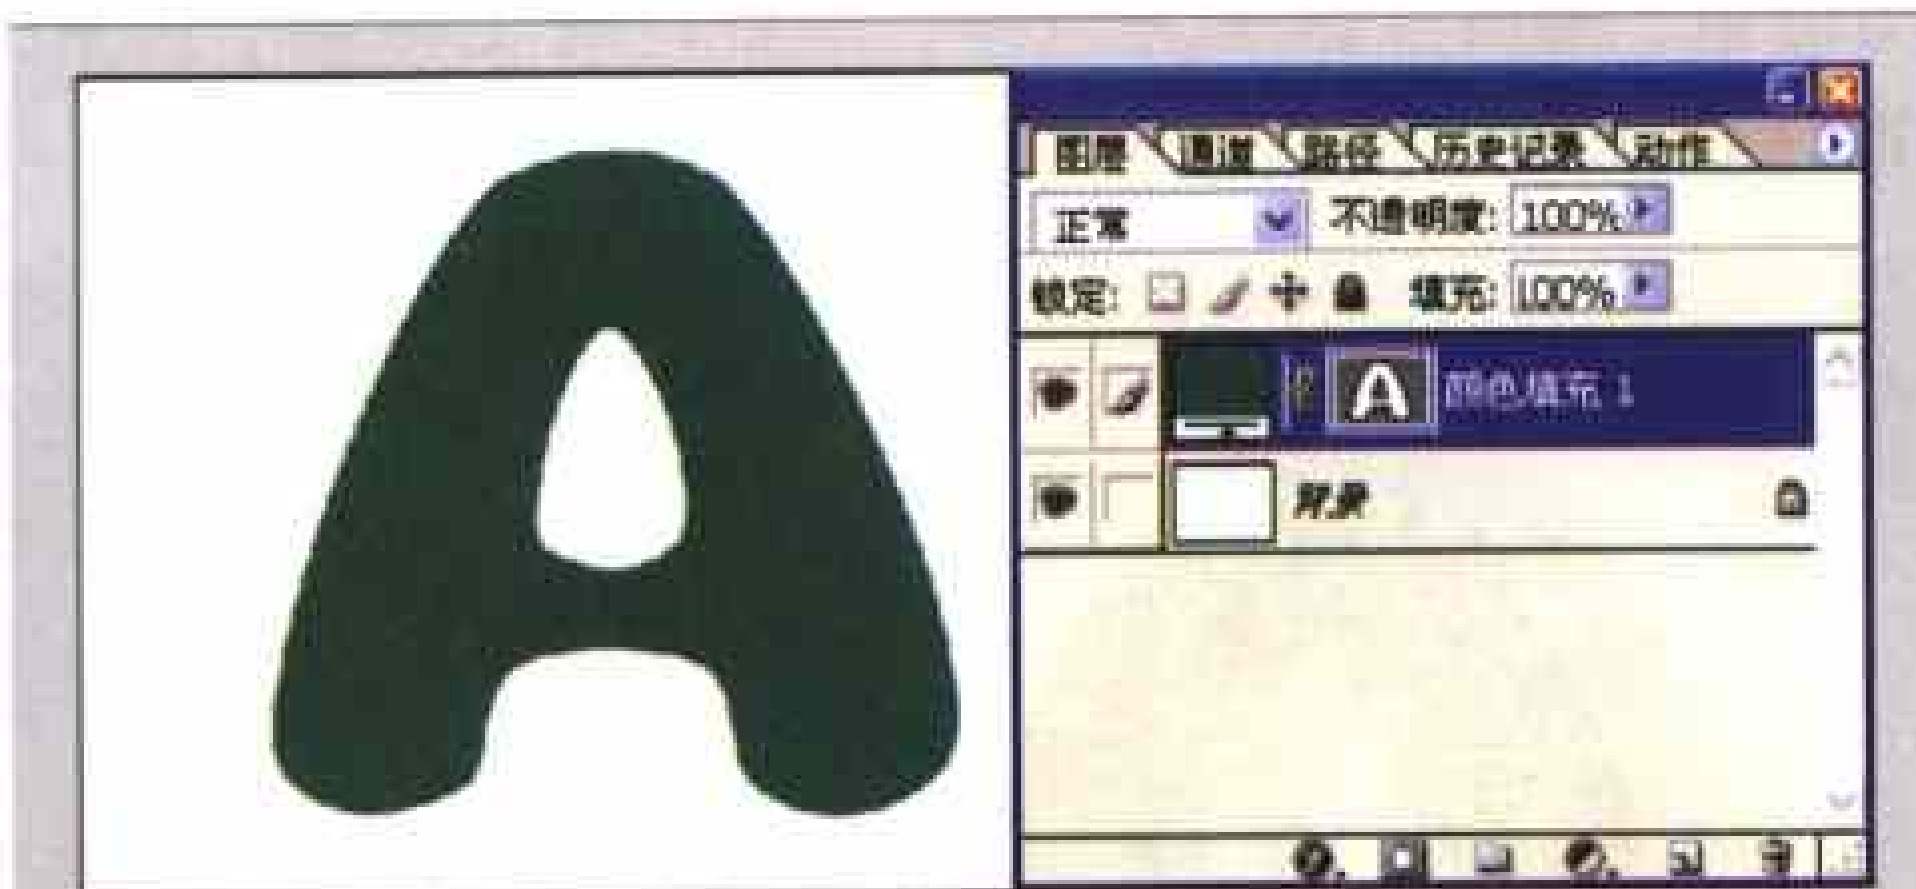 A
图层 通道 路径 历史记录 动作
正常 不透明度: 100%
锁定: 填充: 100%
A 颜色填充 1
背景